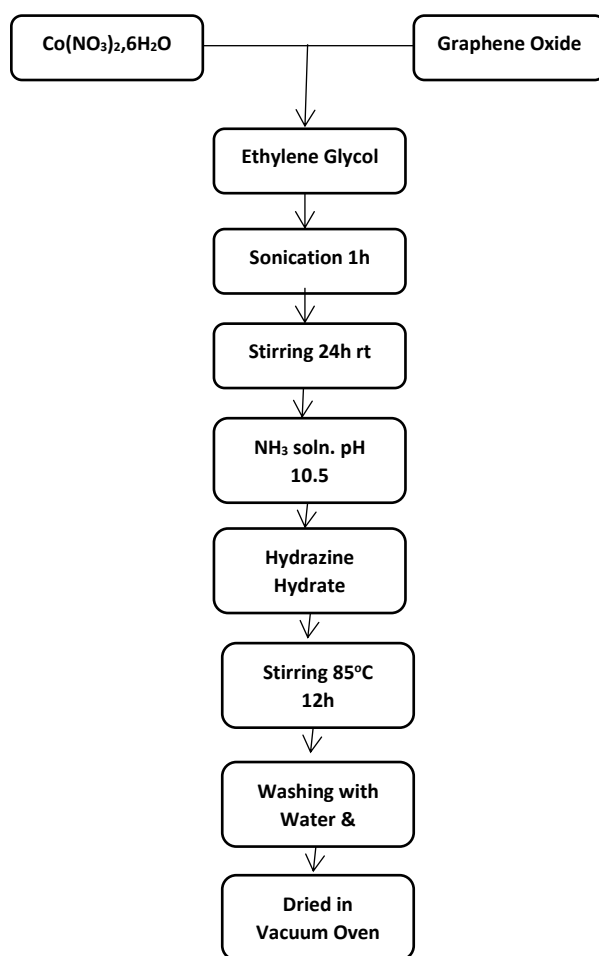 Co(NO₃)₂,6H₂O
Graphene Oxide
Ethylene Glycol
Sonication 1h
Stirring 24h rt
NH₃ soln. pH
10.5
Hydrazine
Hydrate
Stirring 85°C
12h
Washing with
Water &
Dried in
Vacuum Oven